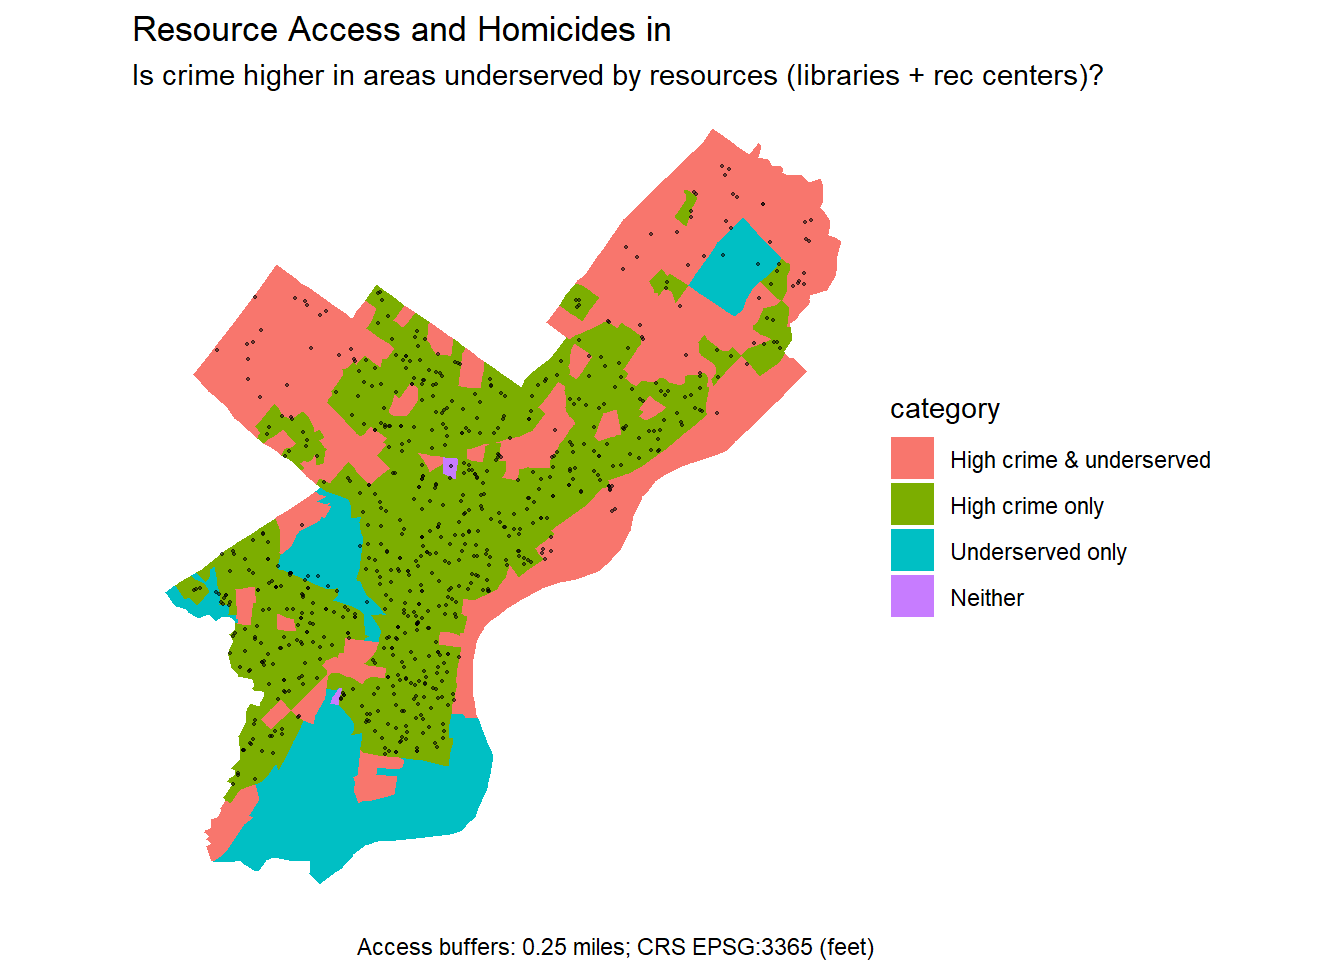 Resource Access and Homicides in
Is crime higher in areas underserved by resources (libraries + rec centers)?
category
High crime & underserved
High crime only
Underserved only
Neither
Access buffers: 0.25 miles; CRS EPSG:3365 (feet)